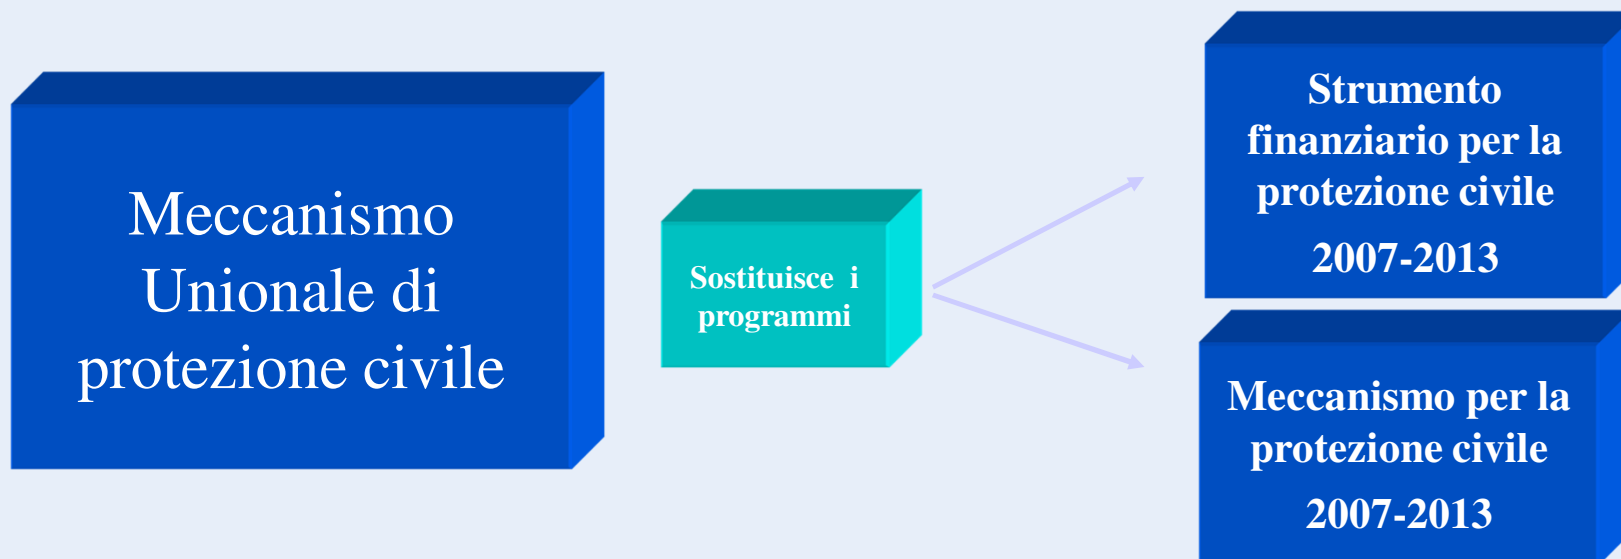 Meccanismo
Unionale di
protezione civile
Sostituisce i
programmi
Strumento
finanziario per la
protezione civile
2007-2013
Meccanismo per la
protezione civile
2007-2013